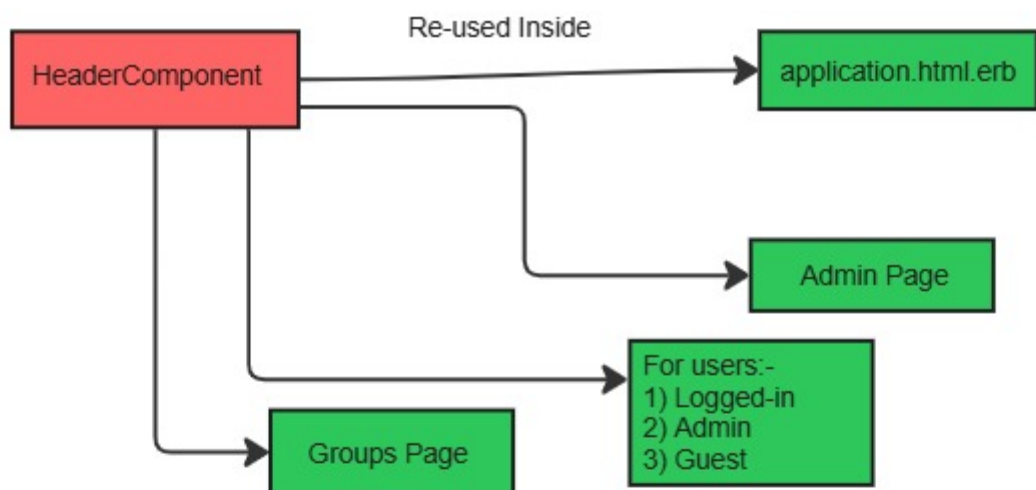 Re-used Inside
HeaderComponent
application.html.erb
Admin Page
For users:-
1) Logged-in
2) Admin
3) Guest
Groups Page